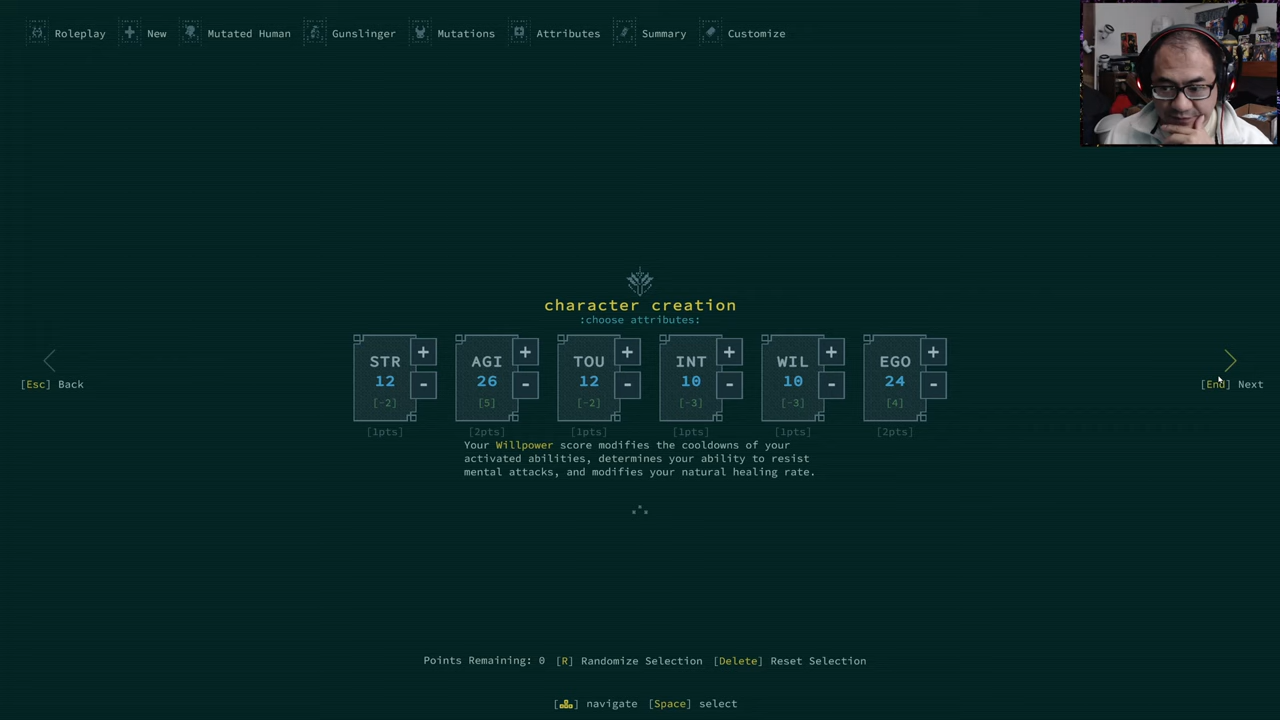 Roleplay New Mutated Human Gunslinger Mutations Attributes Summary Customize
character creation
:choose attributes:
STR AGI TOU INT WIL EGO
12 26 12 10 10 24
[-2] [5] [-2] [-3] [-3] [4]
+ + + + + +
- - - - - -
[1pts] [2pts] [1pts] [1pts] [1pts] [2pts]
[Esc] Back
[End] Next
Your Willpower score modifies the cooldowns of your
activated abilities, determines your ability to resist
mental attacks, and modifies your natural healing rate.
Points Remaining: 0 [R] Randomize Selection [Delete] Reset Selection
navigate [Space] select